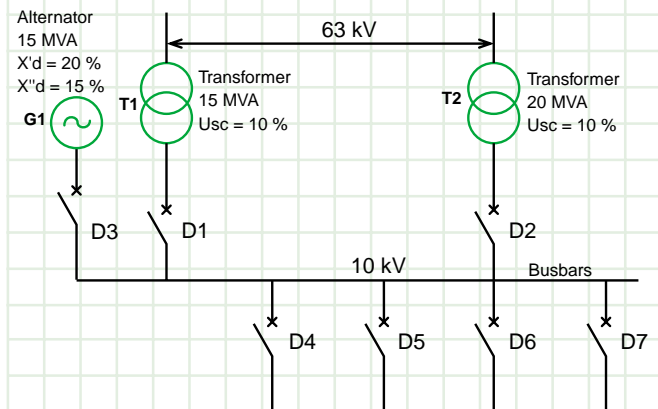 Alternator
15 MVA
X'd = 20 %
X"d = 15 %
G1
63 kV
T1
Transformer
15 MVA
Usc = 10 %
T2
Transformer
20 MVA
Usc = 10 %
D3
D1
D2
10 kV
Busbars
D4
D5
D6
D7